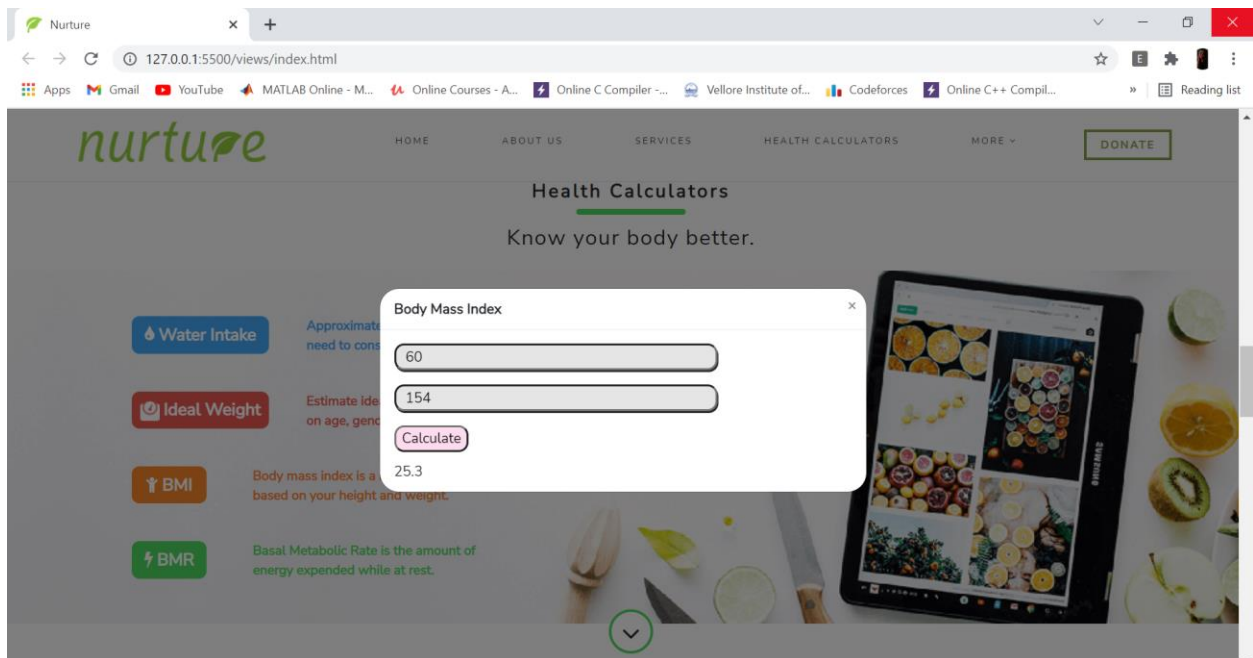 Nurture
127.0.0.1:5500/views/index.html
Apps Gmail YouTube MATLAB Online - M... Online Courses - A... Online C Compiler -... Vellore Institute of... Codeforces Online C++ Compil... » Reading list
nurture HOME ABOUT US SERVICES HEALTH CALCULATORS MORE DONATE
Health Calculators
Know your body better.
Body Mass Index ×
60
154
Calculate
25.3
Water Intake
Approximate
need to cons
Ideal Weight
Estimate ide
on age, gend
BMI
Body mass index is a
based on your height and weight.
BMR
Basal Metabolic Rate is the amount of
energy expended while at rest.
SAMSUNG